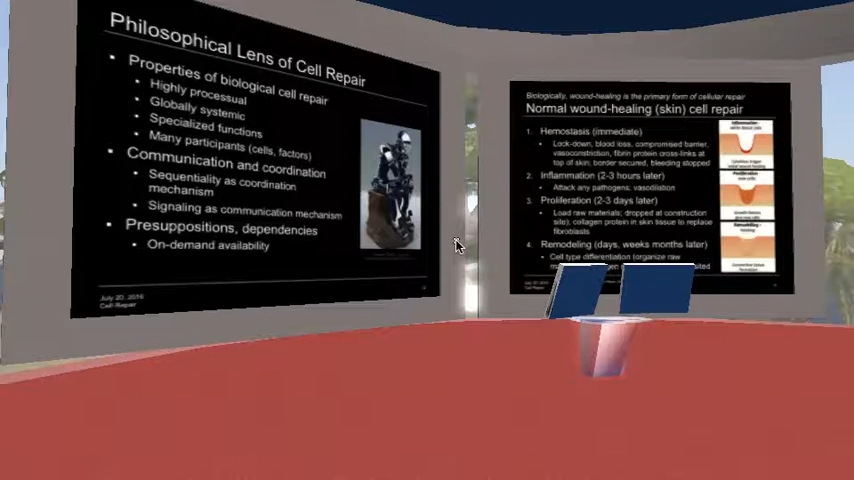 Philosophical Lens of Cell Repair
Properties of biological cell repair
Highly processual
Globally systemic
Specialized functions
Many participants (cells, factors)
Communication and coordination
Sequentiality as coordination
mechanism
Signaling as communication mechanism
Presuppositions, dependencies
On-demand availability
July 20, 2016
Cell Repair
Biologically, wound-healing is the primary form of cellular repair
Normal wound-healing (skin) cell repair
1. Hemostasis (immediate)
Lock-down, blood loss, compromised barrier,
vasoconstriction, fibrin protein cross-links at
top of skin; border secured, bleeding stopped
2. Inflammation (2-3 hours later)
Attack any pathogens; vasodilation
3. Proliferation (2-3 days later)
Load raw materials; dropped at construction
site), collagen protein in skin tissue to replace
fibroblasts
4. Remodeling (days, weeks months later)
Cell type differentiation (organize raw
Inflammation
Proliferation
Remodeling